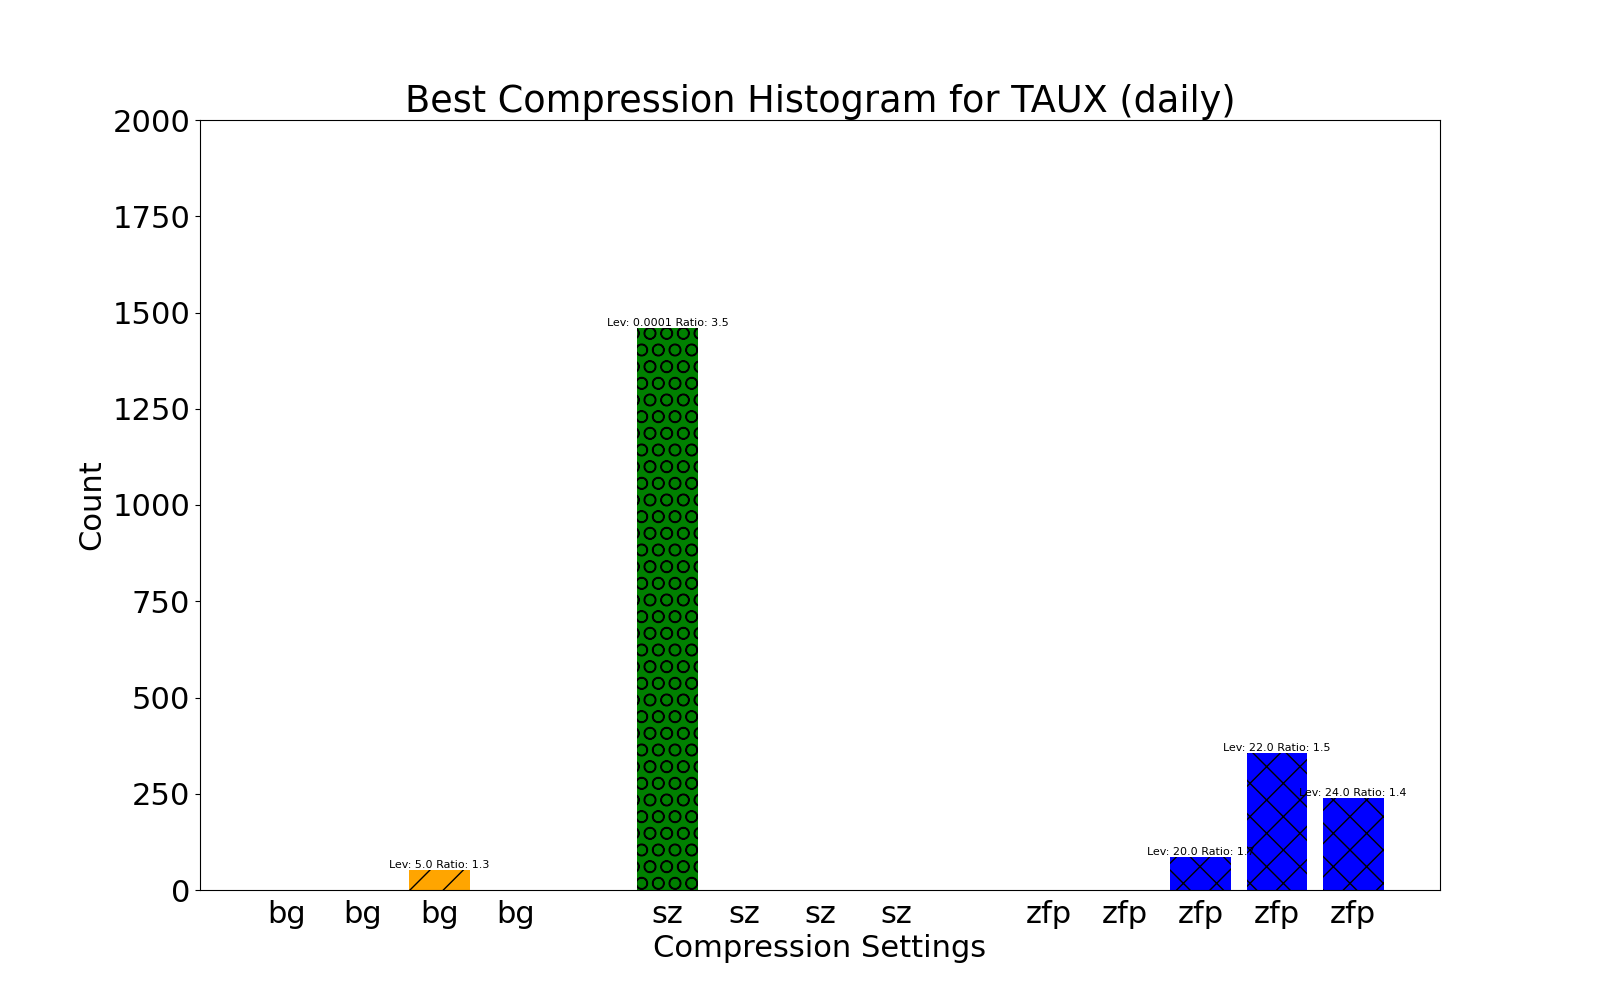 Best Compression Histogram for TAUX (daily)
2000
1750
1500
1250
1000
750
500
250
0
Count
Lev: 5.0 Ratio: 1.3
Lev: 0.0001 Ratio: 3.5
Lev: 20.0 Ratio:
Lev: 22.0 Ratio: 1.5
Lev: 24.0 Ratio: 1.4
bg bg bg bg sz sz sz sz zfp zfp zfp zfp zfp
Compression Settings